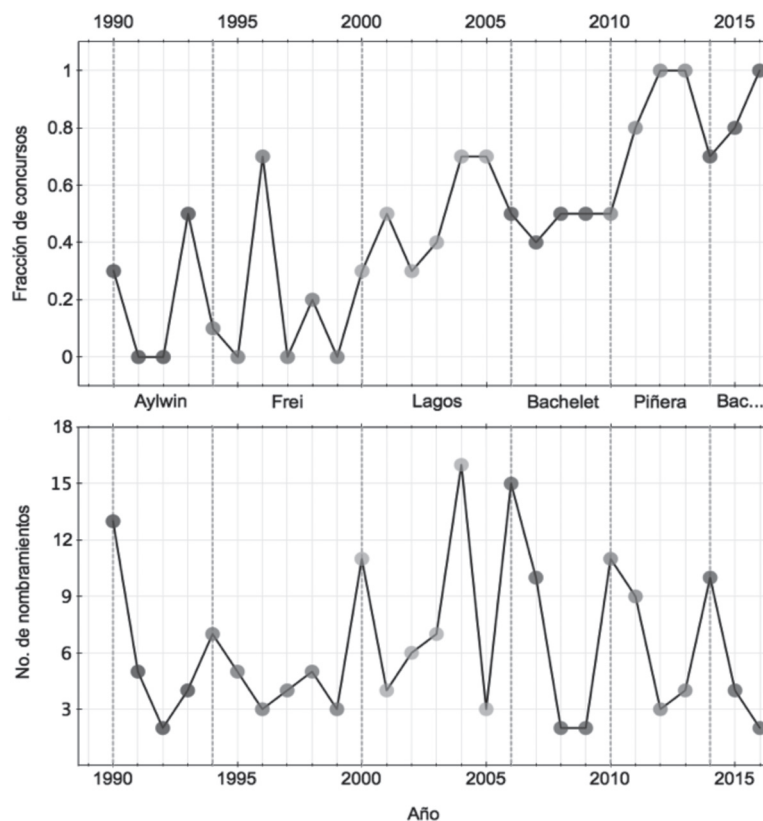 1990 1995 2000 2005 2010 2015
Fracción de concursos
1
0.8
0.6
0.4
0.2
0
Aylwin Frei Lagos Bachelet Piñera Bac...
No. de nombramientos
18
15
12
9
6
3
1990 1995 2000 2005 2010 2015
Año